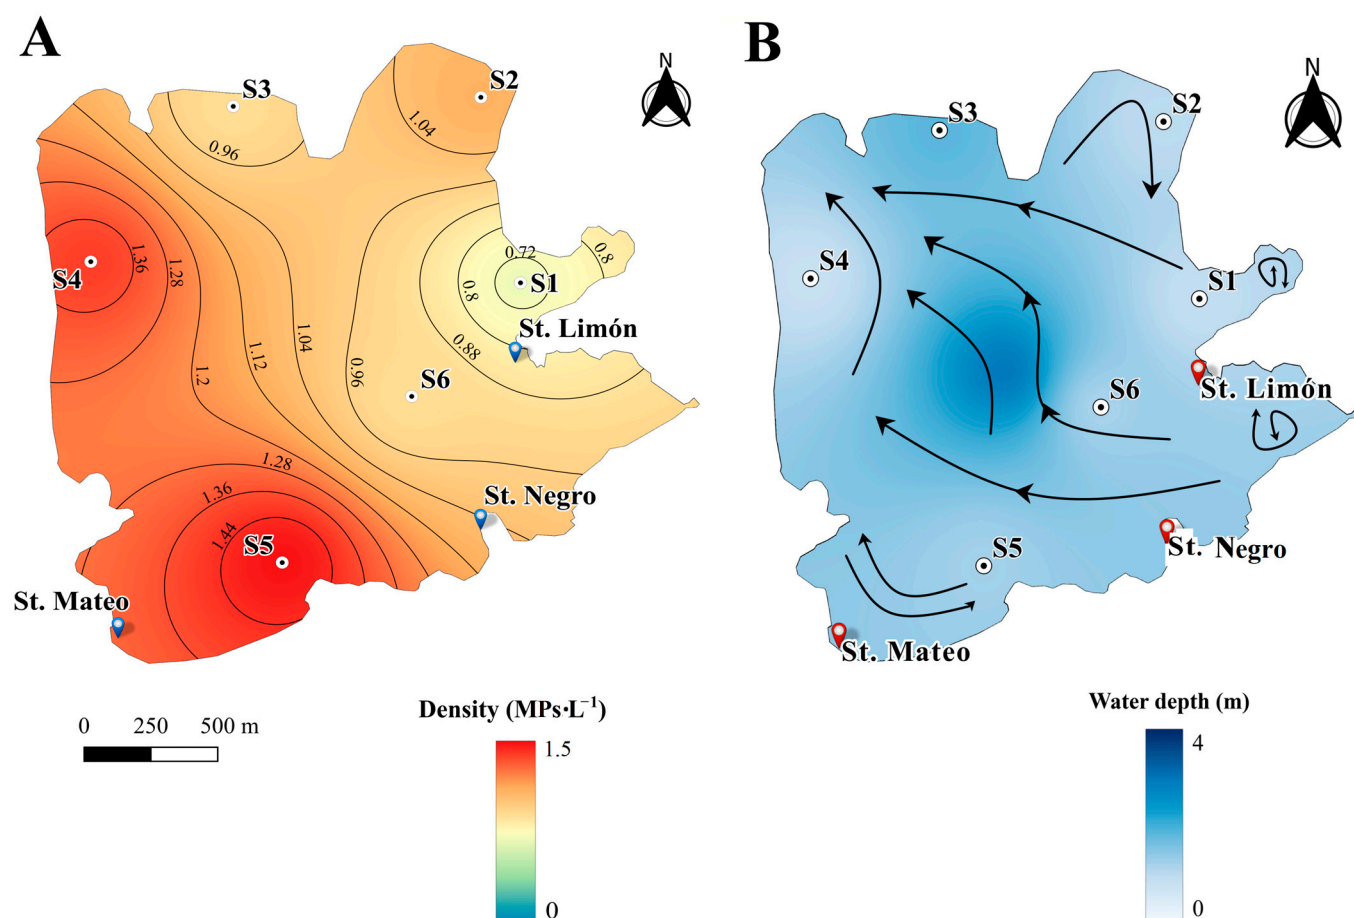 A
N
S3
S2
0.96
1.04
S4
1.36
1.28
1.2
1.12
1.04
0.96
0.72
0.8
S1
0.8
St. Limón
0.88
S6
1.28
1.36
1.44
S5
St. Negro
St. Mateo
0 250 500 m
Density (MPs·L⁻¹)
1.5
0
B
N
S3
S2
S4
S1
St. Limón
S6
S5
St. Negro
St. Mateo
Water depth (m)
4
0